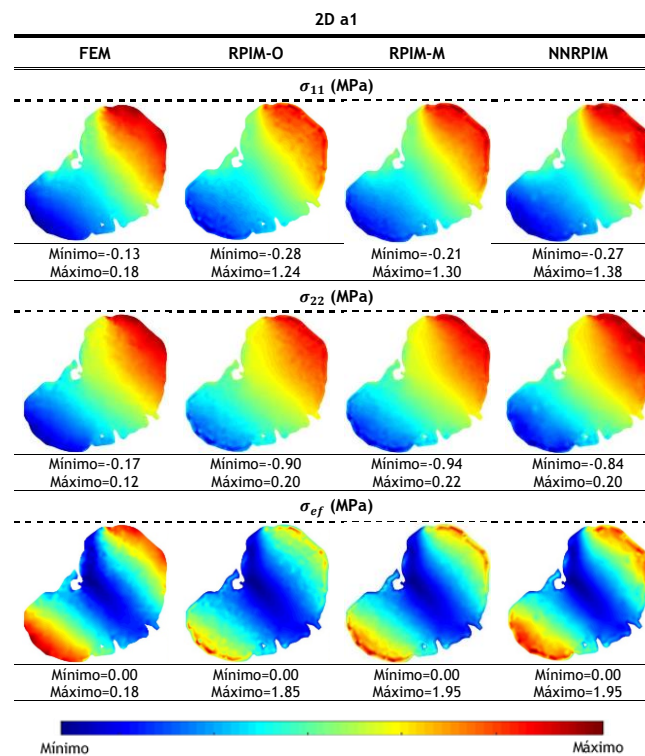 2D a1
FEM RPIM-O RPIM-M NNRPIM
σ₁₁ (MPa)
Mínimo=-0.13 Mínimo=-0.28 Mínimo=-0.21 Mínimo=-0.27
Máximo=0.18 Máximo=1.24 Máximo=1.30 Máximo=1.38
σ₂₂ (MPa)
Mínimo=-0.17 Mínimo=-0.90 Mínimo=-0.94 Mínimo=-0.84
Máximo=0.12 Máximo=0.20 Máximo=0.22 Máximo=0.20
σ_ef (MPa)
Mínimo=0.00 Mínimo=0.00 Mínimo=0.00 Mínimo=0.00
Máximo=0.18 Máximo=1.85 Máximo=1.95 Máximo=1.95
Mínimo Máximo